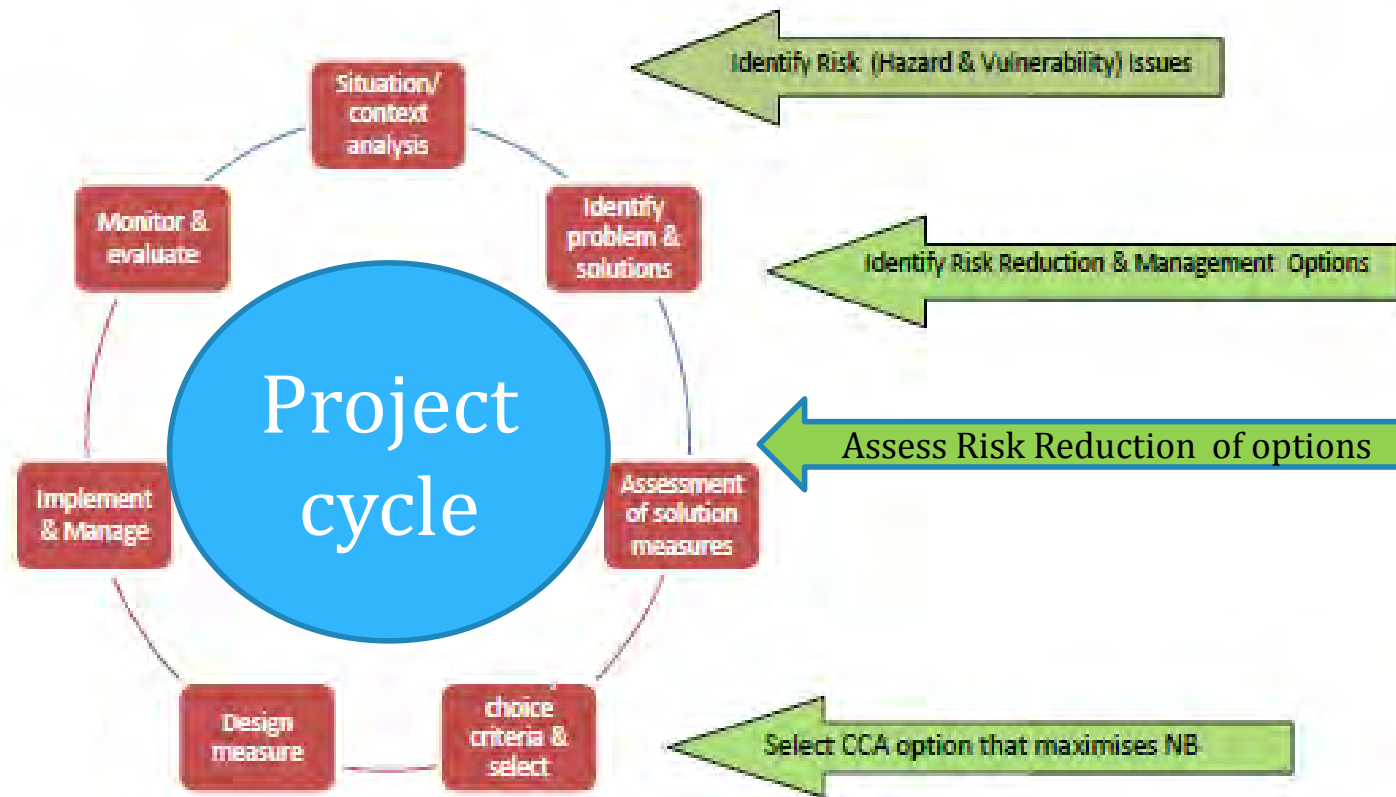 Identify Risk (Hazard & Vulnerability) Issues
Situation/
context
analysis
Identify
problem &
solutions
Identify Risk Reduction & Management Options
Assess Risk Reduction of options
Assessment
of solution
measures
choice
criteria &
select
Select CCA option that maximises NB
Design
measure
Implement
& Manage
Monitor &
evaluate
Project
cycle